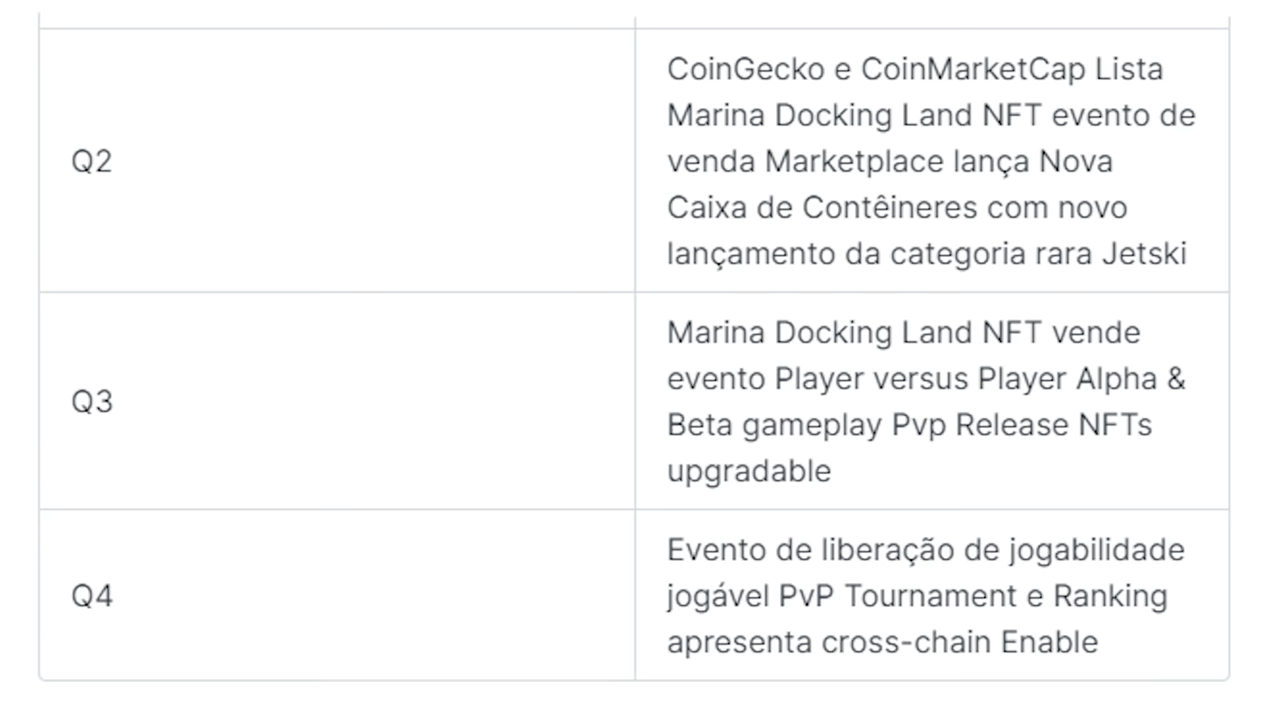 Q2
CoinGecko e CoinMarketCap Lista
Marina Docking Land NFT evento de
venda Marketplace lança Nova
Caixa de Contêineres com novo
lançamento da categoria rara Jetski
Q3
Marina Docking Land NFT vende
evento Player versus Player Alpha &
Beta gameplay Pvp Release NFTs
upgradable
Q4
Evento de liberação de jogabilidade
jogável PvP Tournament e Ranking
apresenta cross-chain Enable